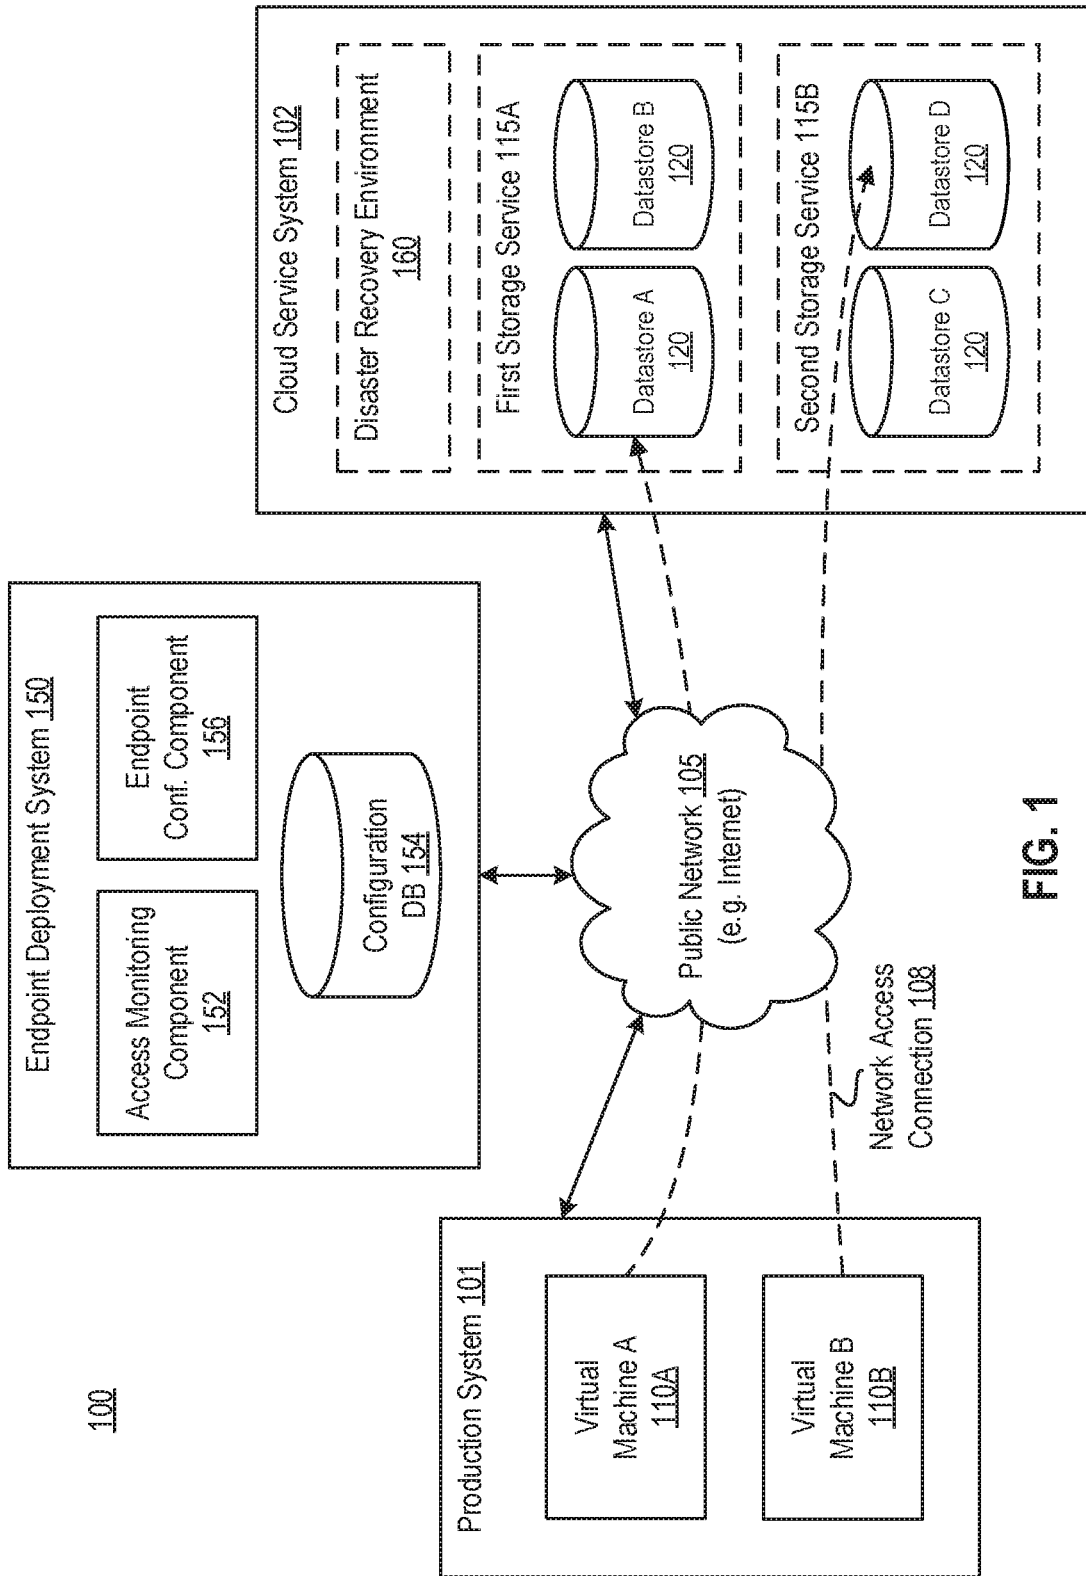 100
Production System 101
Virtual
Machine A
110A
Virtual
Machine B
110B
Endpoint Deployment System 150
Access Monitoring
Component
152
Endpoint
Conf. Component
156
Configuration
DB 154
Public Network 105
(e.g. Internet)
Network Access
Connection 108
Cloud Service System 102
Disaster Recovery Environment
160
First Storage Service 115A
Datastore A
120
Datastore B
120
Second Storage Service 115B
Datastore C
120
Datastore D
120
FIG. 1